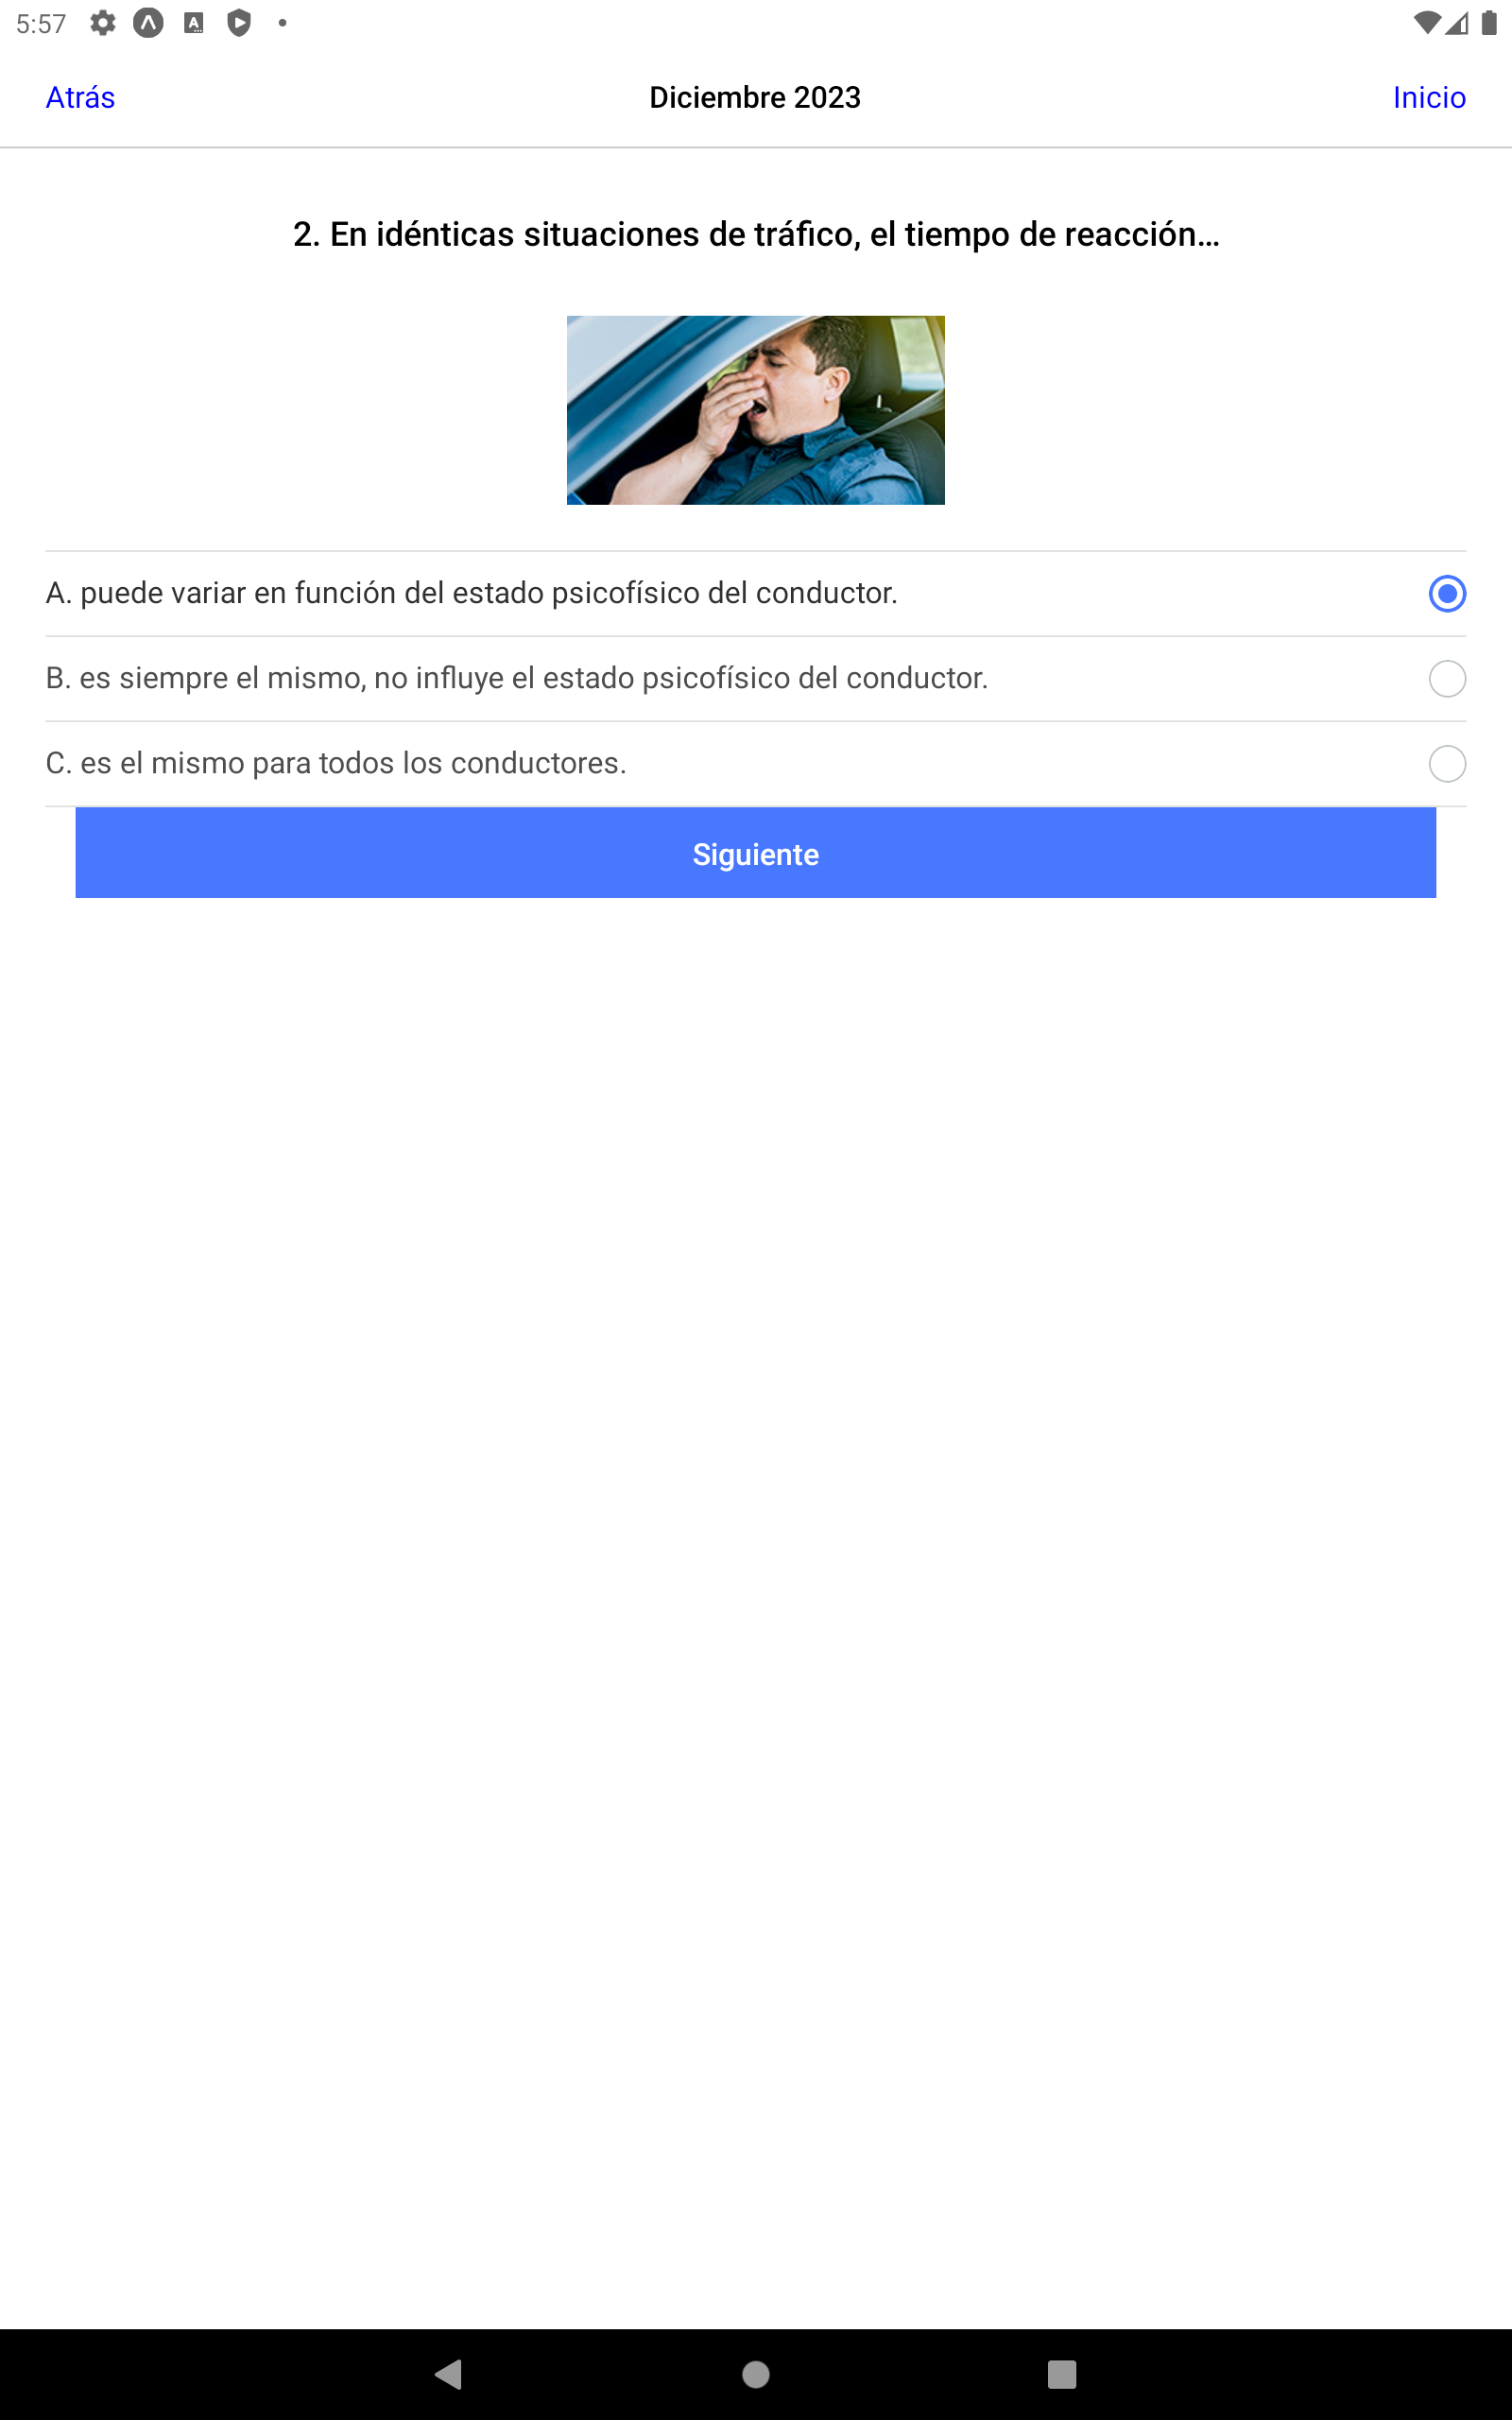 5:57
Atrás
Diciembre 2023
Inicio
2. En idénticas situaciones de tráfico, el tiempo de reacción...
A. puede variar en función del estado psicofísico del conductor.
B. es siempre el mismo, no influye el estado psicofísico del conductor.
C. es el mismo para todos los conductores.
Siguiente